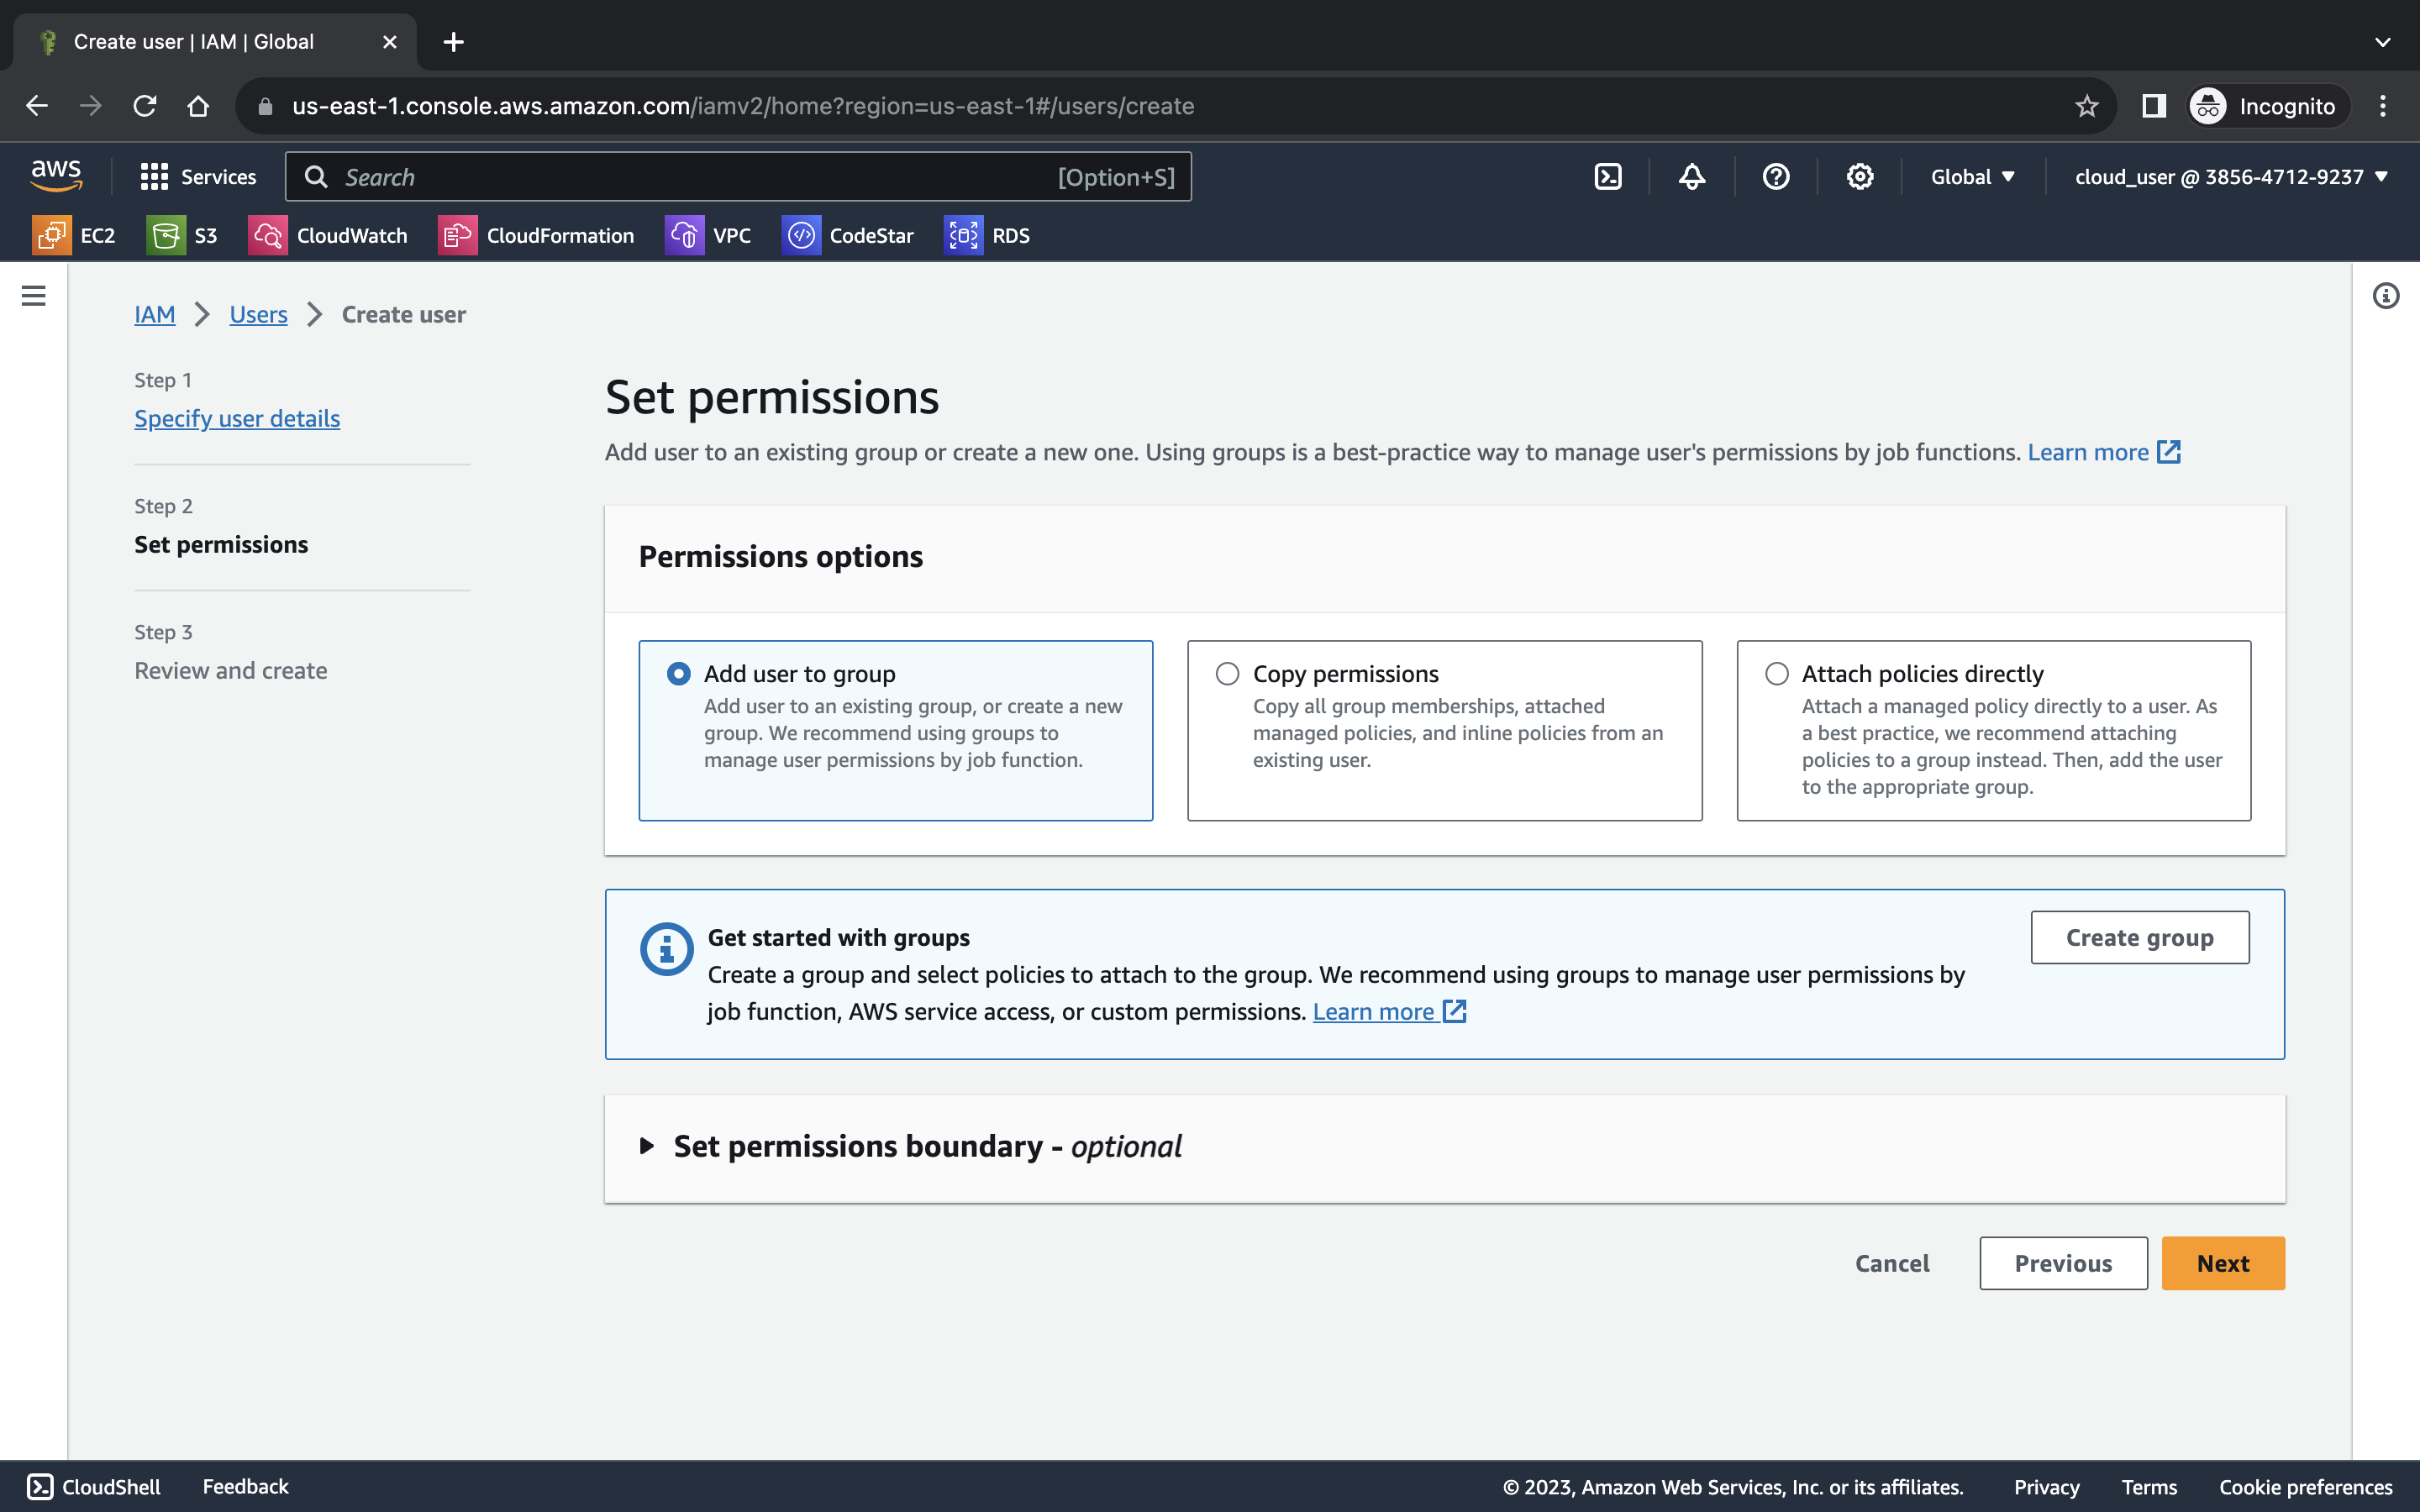 Create user | IAM | Global
us-east-1.console.aws.amazon.com/iamv2/home?region=us-east-1#/users/create
Incognito
aws
Services
Search
[Option+S]
Global
cloud_user @ 3856-4712-9237
EC2
S3
CloudWatch
CloudFormation
VPC
CodeStar
RDS
IAM
Users
Create user
Step 1
Specify user details
Step 2
Set permissions
Step 3
Review and create
Set permissions
Add user to an existing group or create a new one. Using groups is a best-practice way to manage user's permissions by job functions. Learn more
Permissions options
Add user to group
Add user to an existing group, or create a new
group. We recommend using groups to
manage user permissions by job function.
Copy permissions
Copy all group memberships, attached
managed policies, and inline policies from an
existing user.
Attach policies directly
Attach a managed policy directly to a user. As
a best practice, we recommend attaching
policies to a group instead. Then, add the user
to the appropriate group.
Get started with groups
Create a group and select policies to attach to the group. We recommend using groups to manage user permissions by
job function, AWS service access, or custom permissions. Learn more
Create group
Set permissions boundary - optional
Cancel
Previous
Next
CloudShell
Feedback
© 2023, Amazon Web Services, Inc. or its affiliates.
Privacy
Terms
Cookie preferences